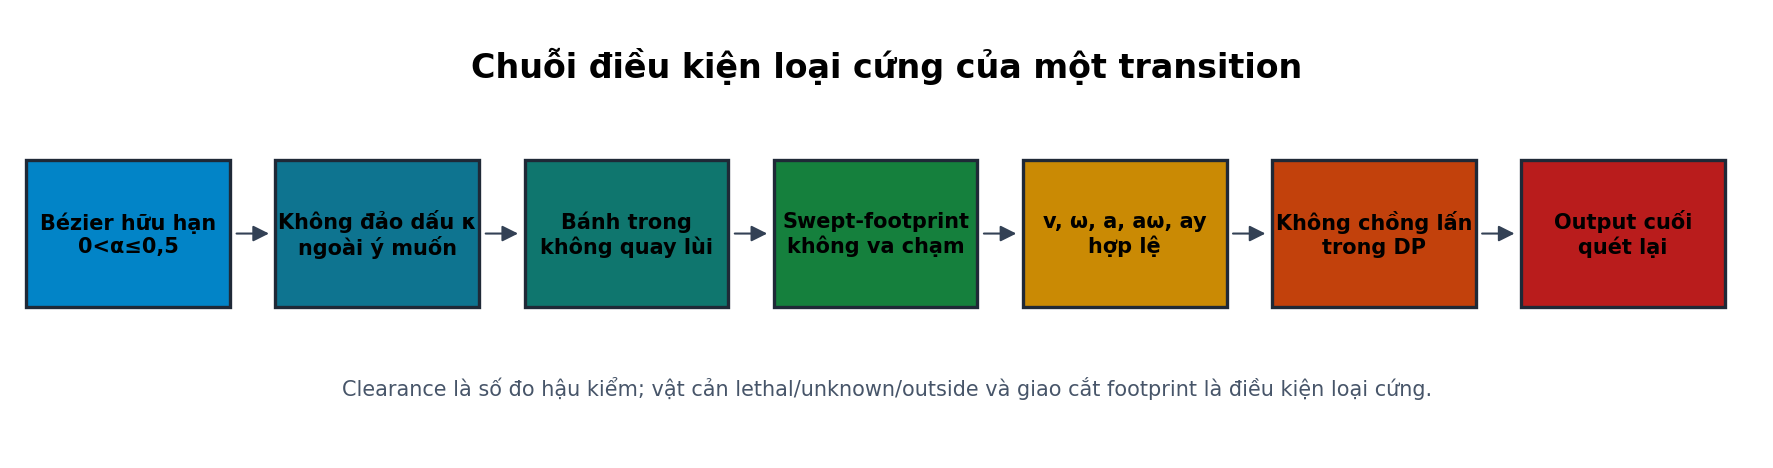 Chuỗi điều kiện loại cứng của một transition
Bézier hữu hạn
0<α≤0,5
Không đảo dấu κ
ngoài ý muốn
Bánh trong
không quay lùi
Swept-footprint
không va chạm
v, ω, a, aω, ay
hợp lệ
Không chồng lấn
trong DP
Output cuối
quét lại
Clearance là số đo hậu kiểm; vật cản lethal/unknown/outside và giao cắt footprint là điều kiện loại cứng.